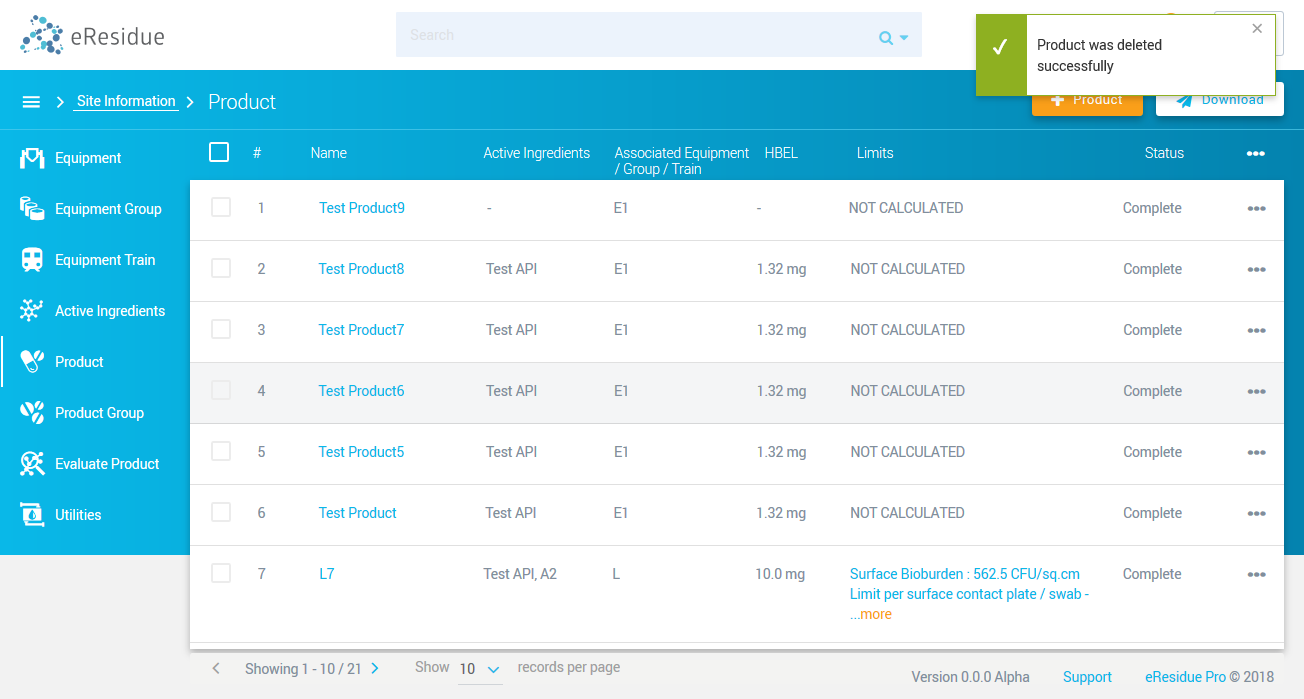 eResidue
Search
Product was deleted
successfully
Site Information
Product
Product
Download
Equipment
Equipment Group
Equipment Train
Active Ingredients
Product
Product Group
Evaluate Product
Utilities
# Name Active Ingredients Associated Equipment HBEL Limits Status
/ Group / Train
1 Test Product9 - E1 - NOT CALCULATED Complete
2 Test Product8 Test API E1 1.32 mg NOT CALCULATED Complete
3 Test Product7 Test API E1 1.32 mg NOT CALCULATED Complete
4 Test Product6 Test API E1 1.32 mg NOT CALCULATED Complete
5 Test Product5 Test API E1 1.32 mg NOT CALCULATED Complete
6 Test Product Test API E1 1.32 mg NOT CALCULATED Complete
7 L7 Test API, A2 L 10.0 mg Surface Bioburden : 562.5 CFU/sq.cm Complete
Limit per surface contact plate / swab -
...more
Showing 1 - 10 / 21 Show 10 records per page
Version 0.0.0 Alpha Support eResidue Pro © 2018